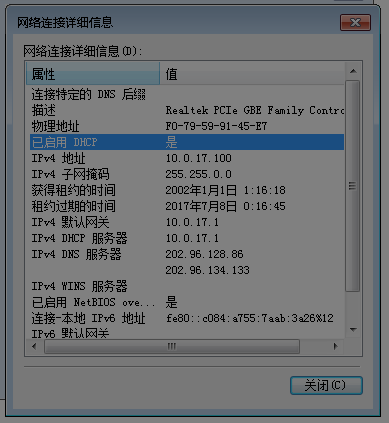 网络连接详细信息
网络连接详细信息(D):
属性 值
连接特定的 DNS 后缀
描述 Realtek PCIe GBE Family Contro
物理地址 F0-79-59-91-45-E7
已启用 DHCP 是
IPv4 地址 10.0.17.100
IPv4 子网掩码 255.255.0.0
获得租约的时间 2002年1月1日 1:16:18
租约过期的时间 2017年7月8日 0:16:45
IPv4 默认网关 10.0.17.1
IPv4 DHCP 服务器 10.0.17.1
IPv4 DNS 服务器 202.96.128.86
202.96.134.133
IPv4 WINS 服务器
已启用 NetBIOS ove... 是
连接-本地 IPv6 地址 fe80::c084:a755:7aab:3a26%12
IPv6 默认网关
关闭(C)